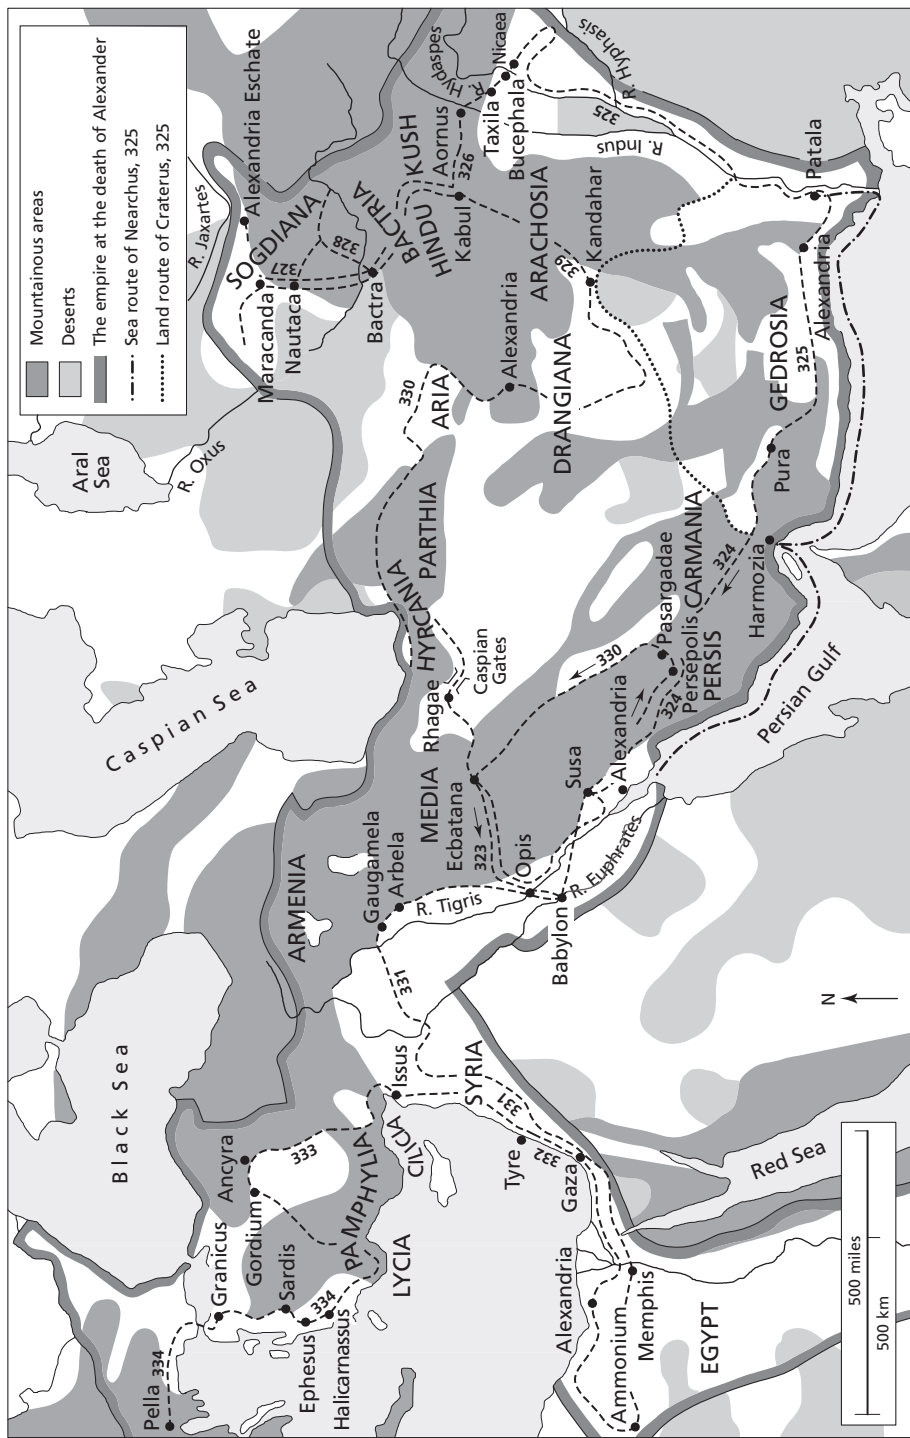 Mountainous areas
Deserts
The empire at the death of Alexander
Sea route of Nearchus, 325
Land route of Craterus, 325
Pella
334
Black Sea
Granicus
Gordium
Ancyra
Sardis
Ephesus
334
Halicarnassus
333
PAMPHYLIA
LYCIA
CILICIA
Issus
Tyre
332
331
SYRIA
Gaza
Alexandria
Ammonium
Memphis
EGYPT
Red Sea
500 miles
500 km
N
ARMENIA
331
Gaugamela
Arbela
R. Tigris
Opis
Babylon
R. Euphrates
Caspian Sea
MEDIA
Ecbatana
323
Rhagae
Caspian
Gates
HYRCANIA
PARTHIA
Susa
Alexandria
324
330
Pasargadae
Persepolis
PERSIS
CARMANIA
324
Harmozia
Persian Gulf
Aral
Sea
R. Oxus
R. Jaxartes
330
ARIA
Alexandria
DRANGIANA
Pura
GEDROSIA
325
Alexandria
Patala
Maracanda
Nautaca
SOGDIANA
327
328
Alexandria Eschate
Bactra
BACTRIA
HINDU KUSH
Kabul
326
Aornus
ARACHOSIA
329
Kandahar
R. Hydaspes
Taxila
Bucephala
Nicaea
R. Indus
325
R. Hyphasis